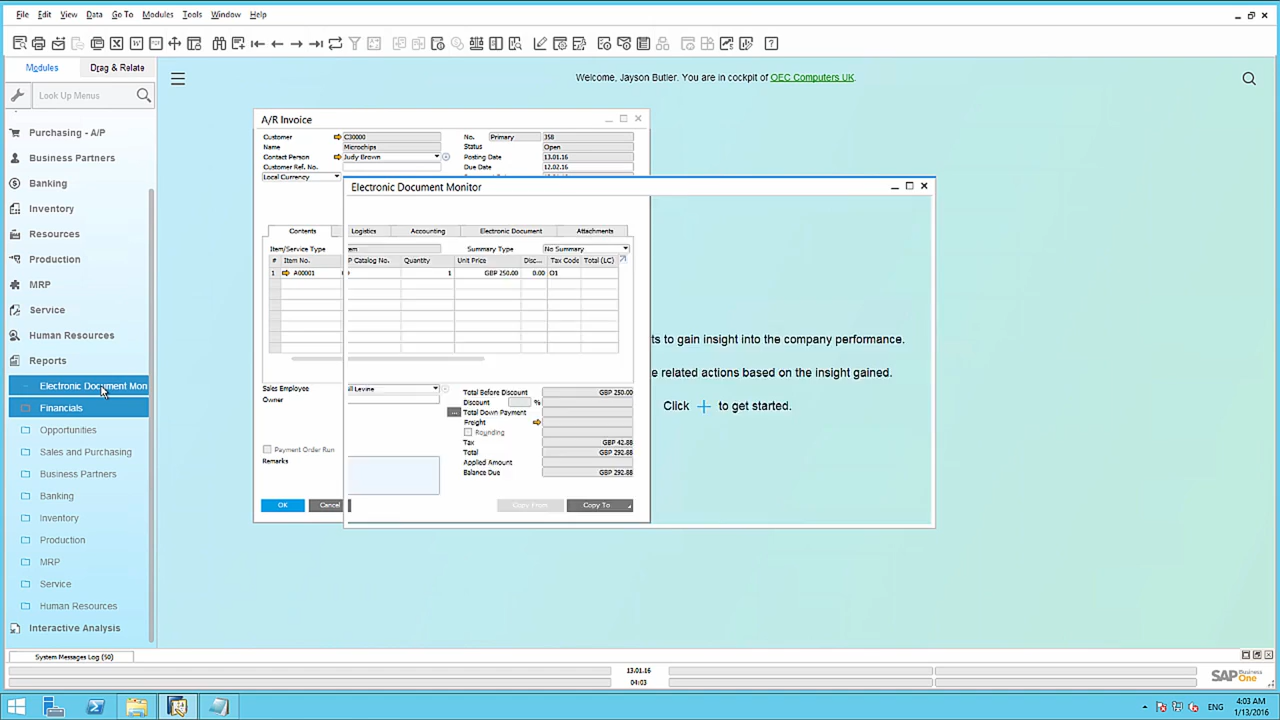 File Edit View Data Go To Modules Tools Window Help
Modules Drag & Relate
Look Up Menus
Welcome, Jayson Butler. You are in cockpit of OEC Computers UK.
Purchasing - A/P
Business Partners
Banking
Inventory
Resources
Production
MRP
Service
Human Resources
Reports
Electronic Document Mon
Financials
Opportunities
Sales and Purchasing
Business Partners
Banking
Inventory
Production
MRP
Service
Human Resources
Interactive Analysis
A/R Invoice
Customer C30000 No. Primary 358
Name Microchips Status Open
Contact Person Judy Brown Posting Date 13.01.16
Customer Ref. No. Due Date 12.02.16
Local Currency
Electronic Document Monitor
Contents Logistics Accounting Electronic Document Attachments
Item/Service Type Summary Type No Summary
# Item No. Catalog No. Quantity Unit Price Disc... Tax Code Total (LC)
1 A00001 1 GBP 250.00 0.00 O1
ts to gain insight into the company performance.
e related actions based on the insight gained.
Click + to get started.
Sales Employee ll Levine Total Before Discount GBP 250.00
Owner Discount %
Total Down Payment
Freight
Rounding
Payment Order Run Tax GBP 42.88
Total GBP 292.88
Remarks Applied Amount
Balance Due GBP 292.88
OK Cancel Copy From Copy To
System Messages Log (50)
13.01.16
04:03
SAP Business One
ENG 4:03 AM
1/13/2016